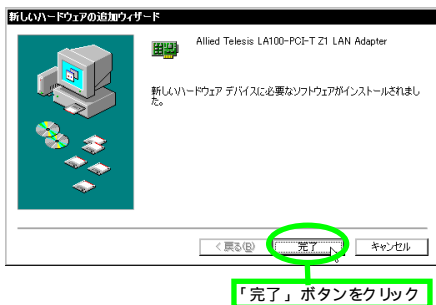 新しいハードウェアの追加ウィザード
Allied Telesis LA100-PCI-T Z1 LAN Adapter
新しいハードウェア デバイスに必要なソフトウェアがインストールされまし
た。
< 戻る(B)
完了
キャンセル
「完了」ボタンをクリック